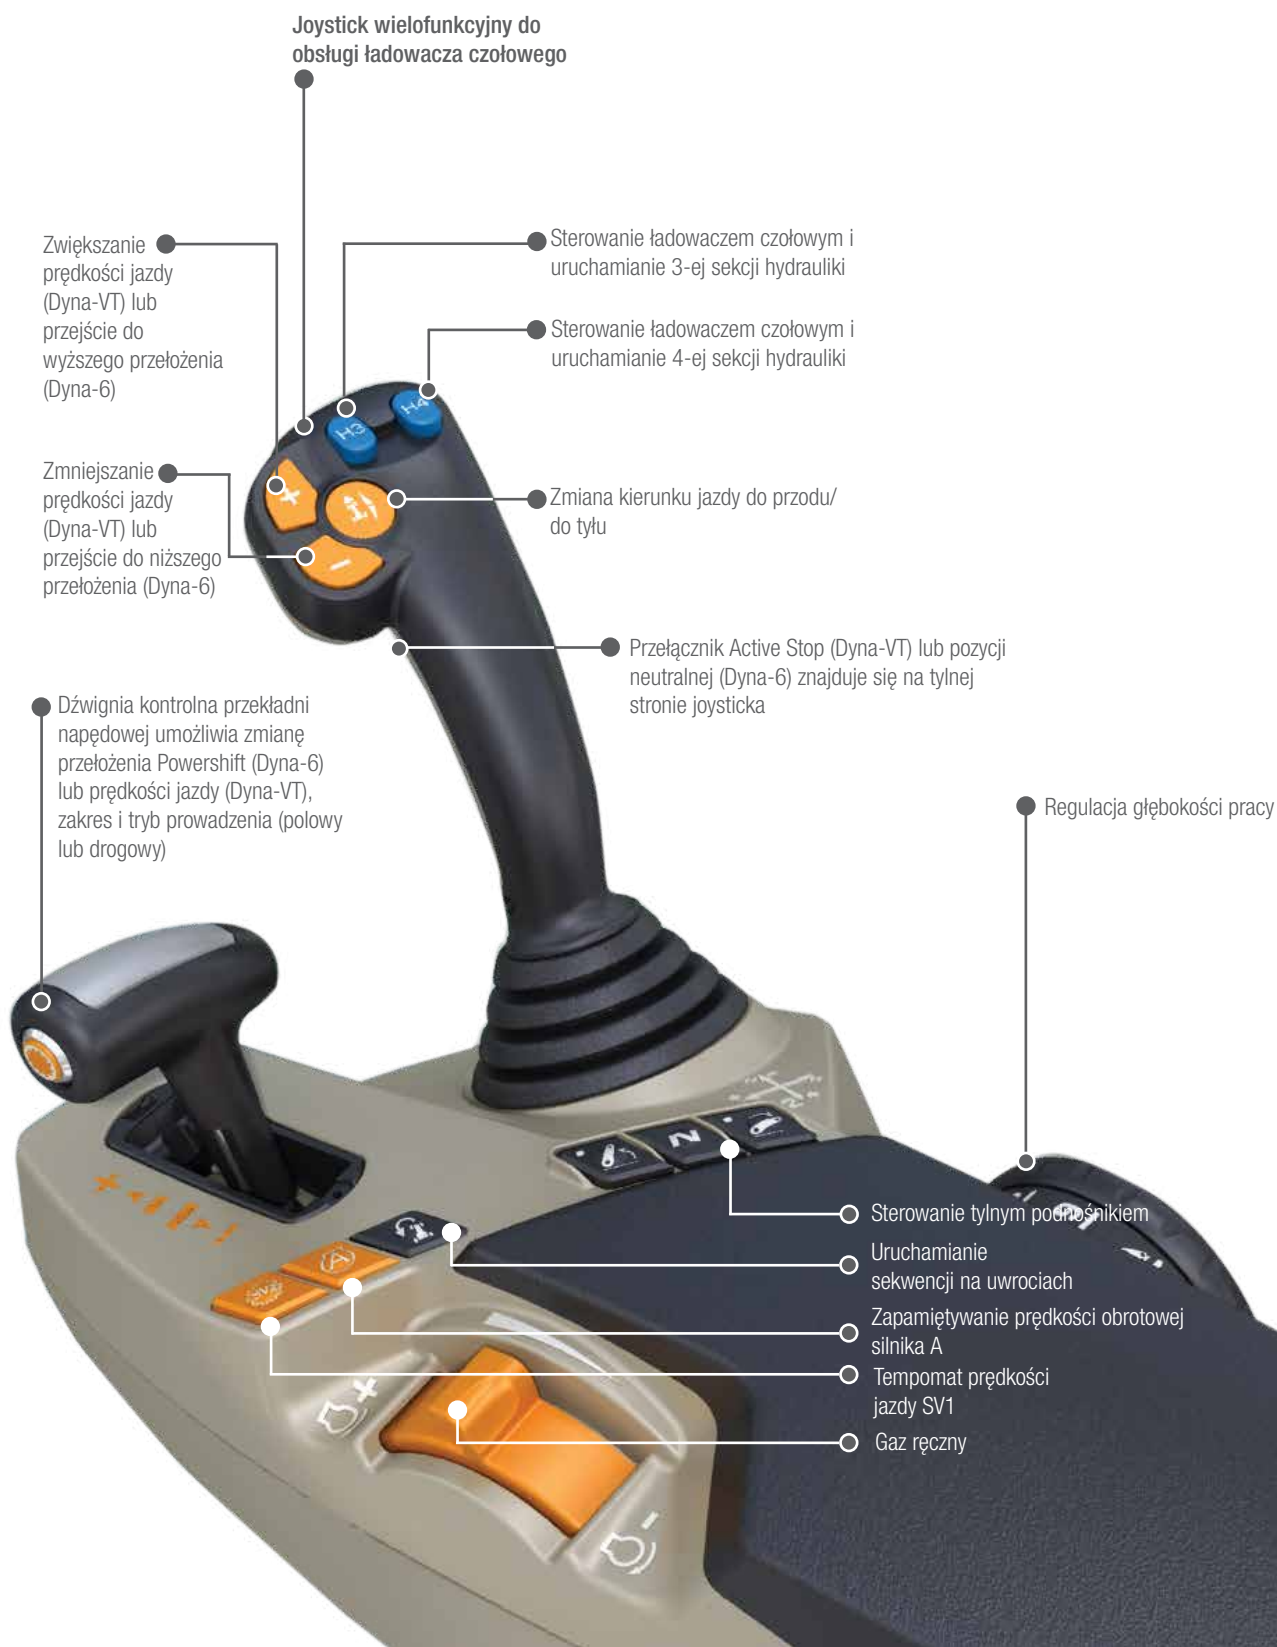 Joystick wielofunkcyjny do
obsługi ładowacza czołowego
Zwiększanie
prędkości jazdy
(Dyna-VT) lub
przejście do
wyższego przełożenia
(Dyna-6)
Sterowanie ładowaczem czołowym i
uruchamianie 3-ej sekcji hydrauliki
Sterowanie ładowaczem czołowym i
uruchamianie 4-ej sekcji hydrauliki
H3
H4
Zmniejszanie
prędkości jazdy
(Dyna-VT) lub
przejście do niższego
przełożenia (Dyna-6)
+
−
Zmiana kierunku jazdy do przodu/
do tyłu
Przełącznik Active Stop (Dyna-VT) lub pozycji
neutralnej (Dyna-6) znajduje się na tylnej
stronie joysticka
Dźwignia kontrolna przekładni
napędowej umożliwia zmianę
przełożenia Powershift (Dyna-6)
lub prędkości jazdy (Dyna-VT),
zakres i tryb prowadzenia (polowy
lub drogowy)
Regulacja głębokości pracy
N
Sterowanie tylnym podnośnikiem
Uruchamianie
sekwencji na uwrociach
Zapamiętywanie prędkości obrotowej
silnika A
Tempomat prędkości
jazdy SV1
Gaz ręczny
A
+
−